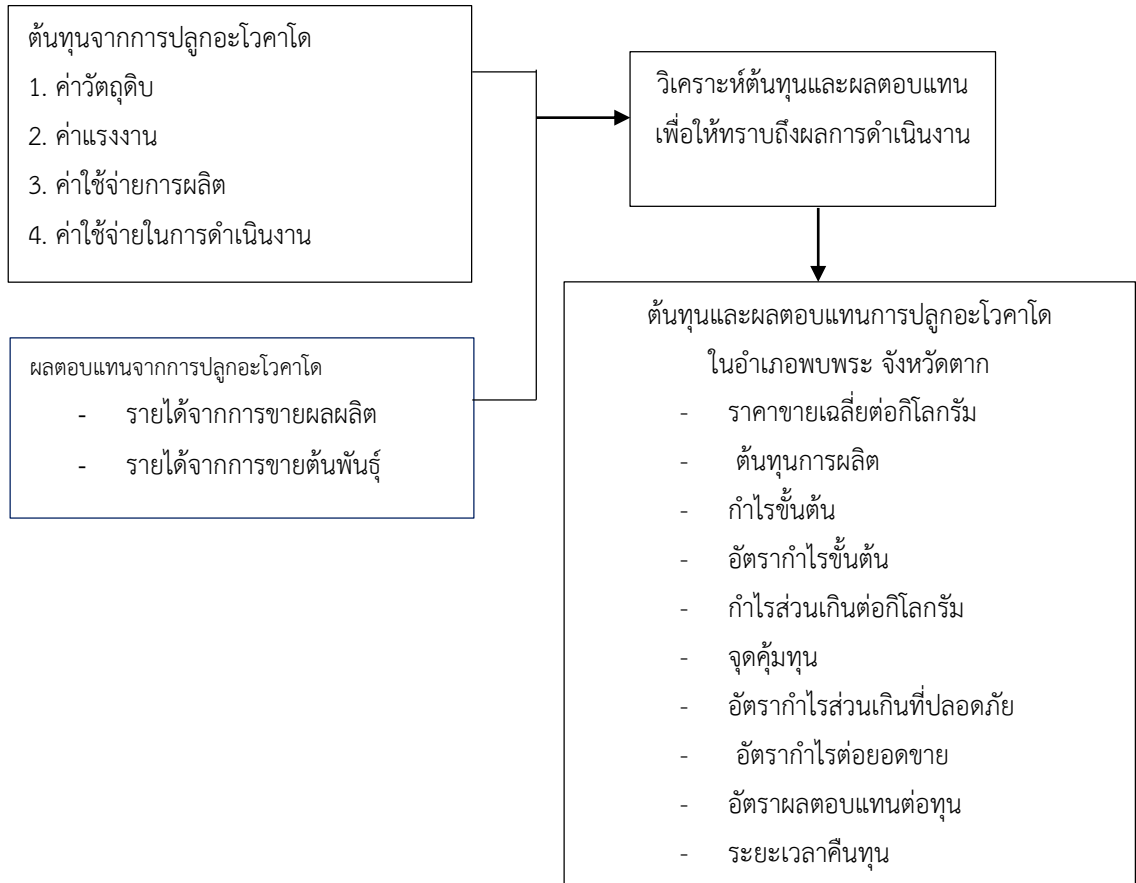 ต้นทุนจากการปลูกอะโวคาโด
1. ค่าวัตถุดิบ
2. ค่าแรงงาน
3. ค่าใช้จ่ายการผลิต
4. ค่าใช้จ่ายในการดำเนินงาน
ผลตอบแทนจากการปลูกอะโวคาโด
- รายได้จากการขายผลผลิต
- รายได้จากการขายต้นพันธุ์
วิเคราะห์ต้นทุนและผลตอบแทน
เพื่อให้ทราบถึงผลการดำเนินงาน
ต้นทุนและผลตอบแทนการปลูกอะโวคาโด
ในอำเภอพบพระ จังหวัดตาก
- ราคาขายเฉลี่ยต่อกิโลกรัม
- ต้นทุนการผลิต
- กำไรขั้นต้น
- อัตรากำไรขั้นต้น
- กำไรส่วนเกินต่อกิโลกรัม
- จุดคุ้มทุน
- อัตรากำไรส่วนเกินที่ปลอดภัย
- อัตรากำไรต่อยอดขาย
- อัตราผลตอบแทนต่อทุน
- ระยะเวลาคืนทุน